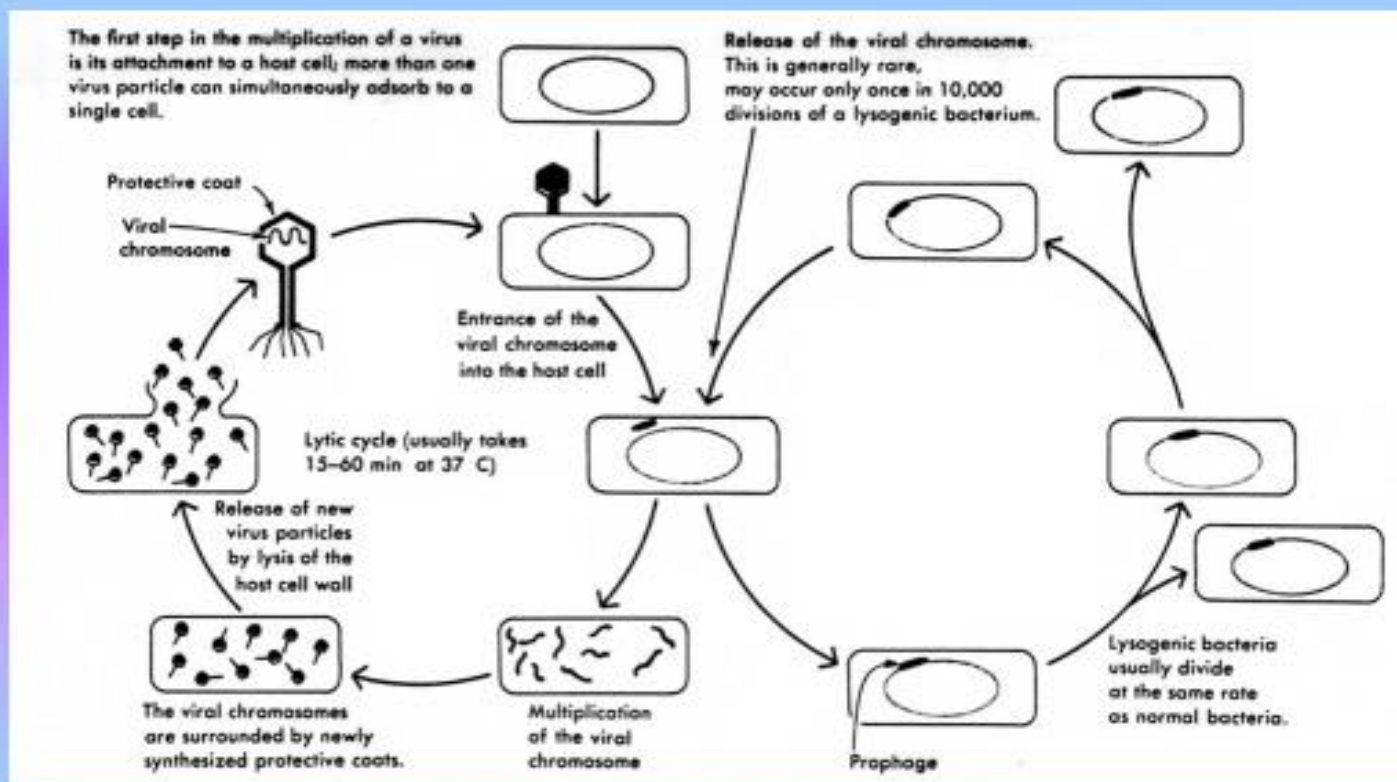 The first step in the multiplication of a virus
is its attachment to a host cell; more than one
virus particle can simultaneously adsorb to a
single cell.
Release of the viral chromosome.
This is generally rare,
may occur only once in 10,000
divisions of a lysogenic bacterium.
Protective coat
Viral
chromosome
Entrance of the
viral chromosome
into the host cell
Lytic cycle (usually takes
15–60 min at 37 C)
Release of new
virus particles
by lysis of the
host cell wall
The viral chromosomes
are surrounded by newly
synthesized protective coats.
Multiplication
of the viral
chromosome
Prophage
Lysogenic bacteria
usually divide
at the same rate
as normal bacteria.